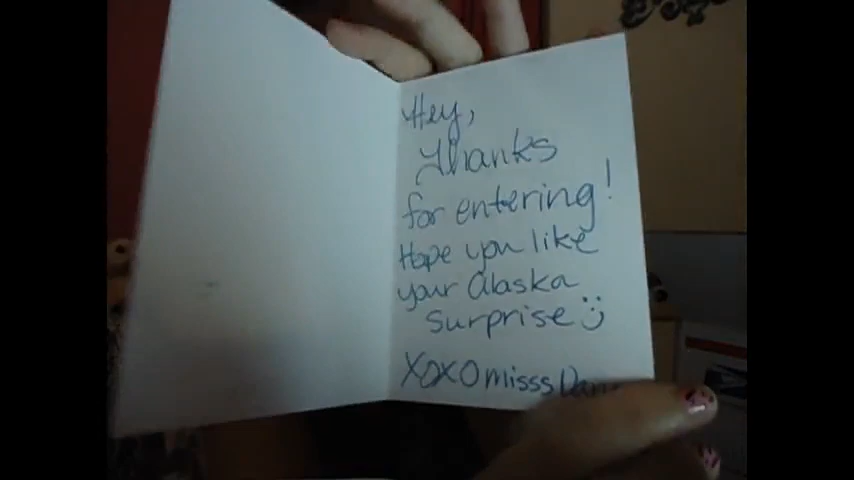 Hey,
Thanks
for entering!
Hope you like
your Alaska
surprise :)
XOXO misss